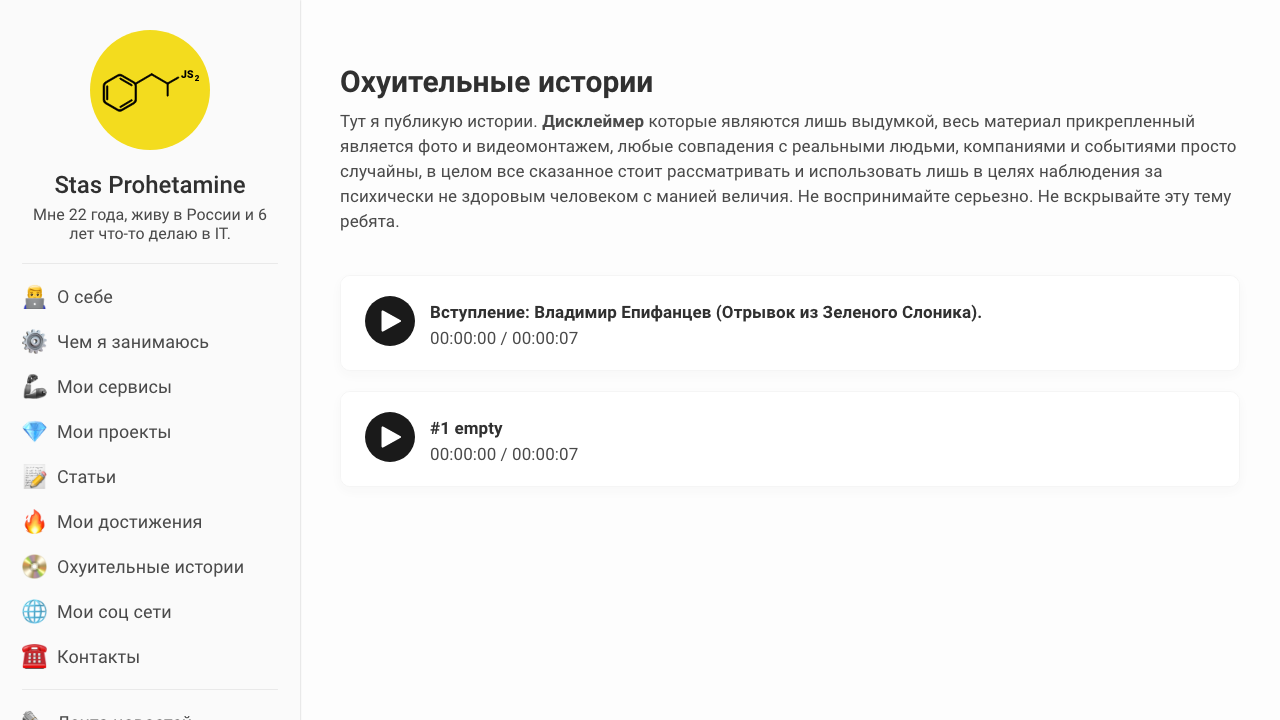 JS2
Stas Prohetamine
Мне 22 года, живу в России и 6
лет что-то делаю в IT.
О себе
Чем я занимаюсь
Мои сервисы
Мои проекты
Статьи
Мои достижения
Охуительные истории
Мои соц сети
Контакты
Лента новостей
Охуительные истории
Тут я публикую истории. Дисклеймер которые являются лишь выдумкой, весь материал прикрепленный
является фото и видеомонтажем, любые совпадения с реальными людьми, компаниями и событиями просто
случайны, в целом все сказанное стоит рассматривать и использовать лишь в целях наблюдения за
психически не здоровым человеком с манией величия. Не воспринимайте серьезно. Не вскрывайте эту тему
ребята.
Вступление: Владимир Епифанцев (Отрывок из Зеленого Слоника).
00:00:00 / 00:00:07
#1 empty
00:00:00 / 00:00:07